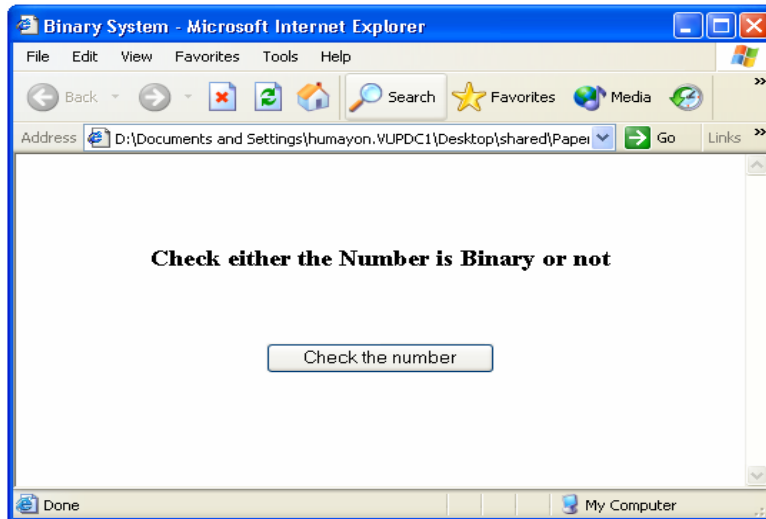 Binary System - Microsoft Internet Explorer
File Edit View Favorites Tools Help
Back Search Favorites Media »
Address D:\Documents and Settings\humayon.VUPDC1\Desktop\shared\Paper Go Links »
Check either the Number is Binary or not
Check the number
Done My Computer